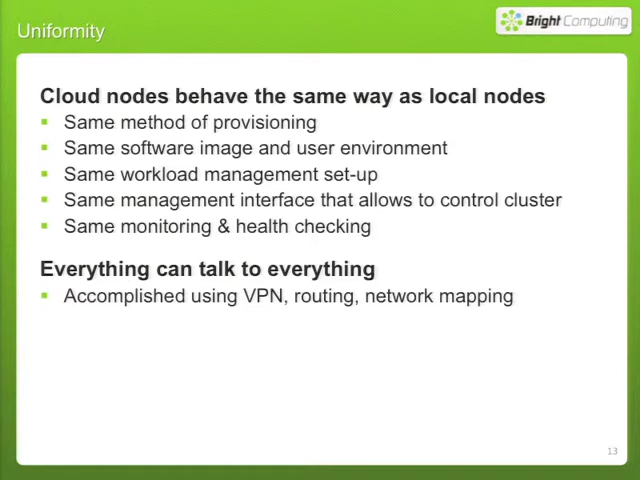 Uniformity
Bright Computing
Cloud nodes behave the same way as local nodes
Same method of provisioning
Same software image and user environment
Same workload management set-up
Same management interface that allows to control cluster
Same monitoring & health checking
Everything can talk to everything
Accomplished using VPN, routing, network mapping
13